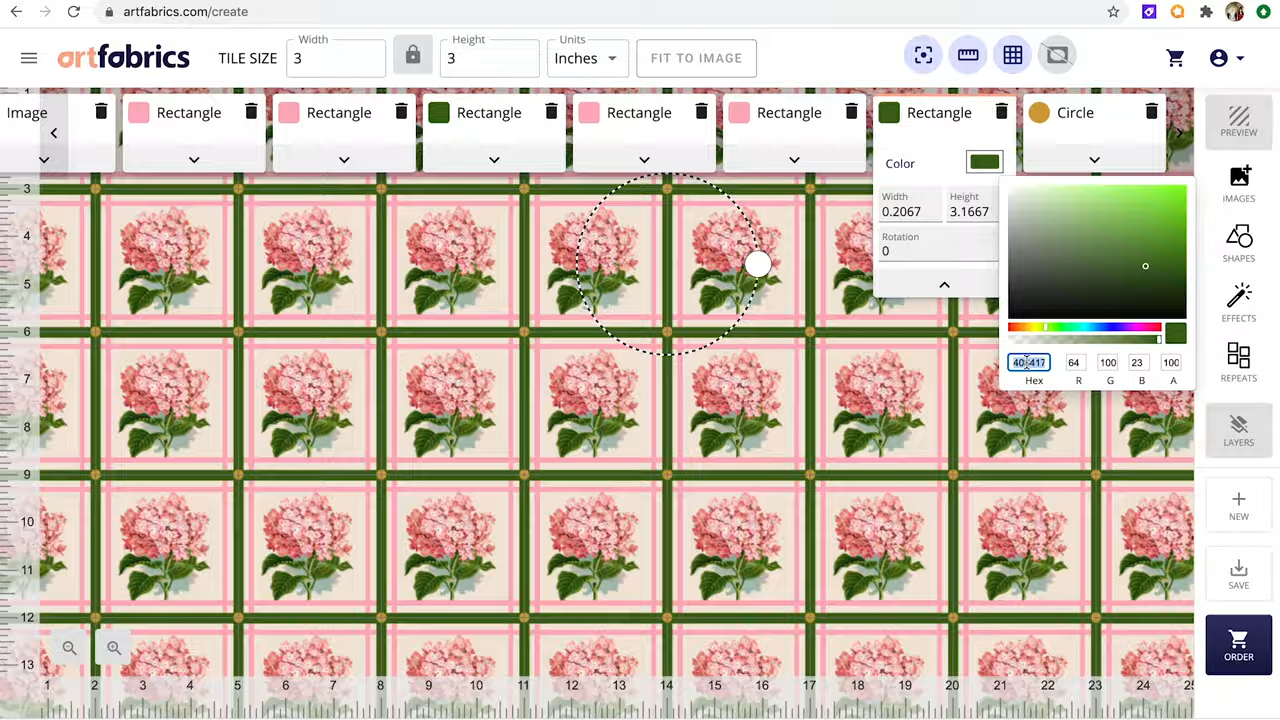 artfabrics.com/create
artfabrics
TILE SIZE
Width
3
Height
3
Units
Inches
FIT TO IMAGE
Image
Rectangle
Rectangle
Rectangle
Rectangle
Rectangle
Rectangle
Circle
Color
Width
0.2067
Height
3.1667
Rotation
0
64
100
23
100
Hex
R
G
B
A
PREVIEW
IMAGES
SHAPES
EFFECTS
REPEATS
LAYERS
NEW
SAVE
ORDER
3
4
5
6
7
8
9
10
11
12
13
1 2 3 4 5 6 7 8 9 10 11 12 13 14 15 16 17 18 19 20 21 22 23 24 25